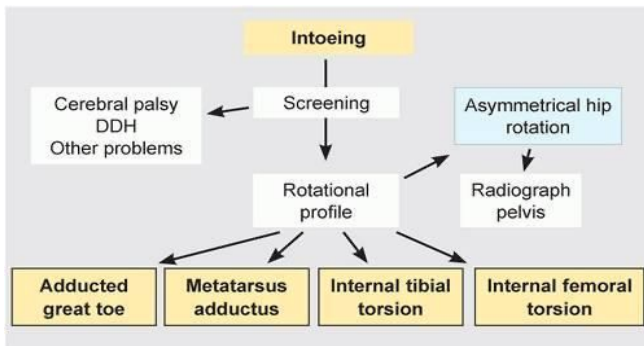 Intoeing
Cerebral palsy
DDH
Other problems
Screening
Asymmetrical hip
rotation
Rotational
profile
Radiograph
pelvis
Adducted
great toe
Metatarsus
adductus
Internal tibial
torsion
Internal femoral
torsion